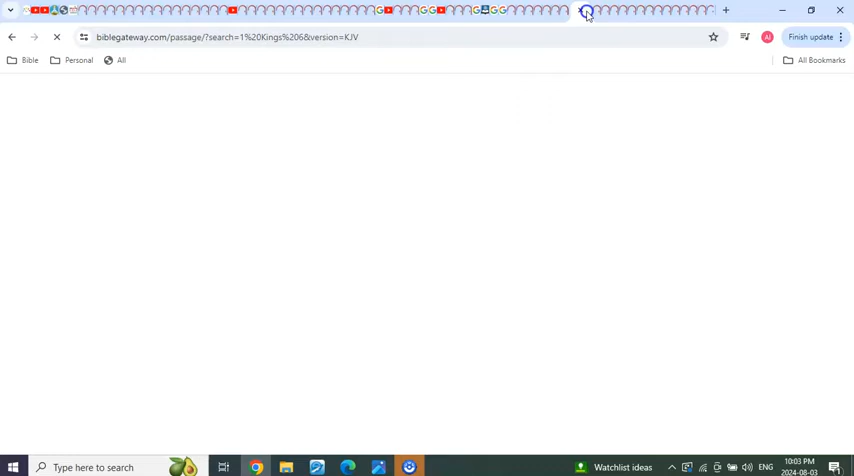 biblegateway.com/passage/?search=1%20Kings%206&version=KJV
AI
Finish update
Bible
Personal
All
All Bookmarks
Type here to search
Watchlist ideas
ENG
10:03 PM
2024-08-03